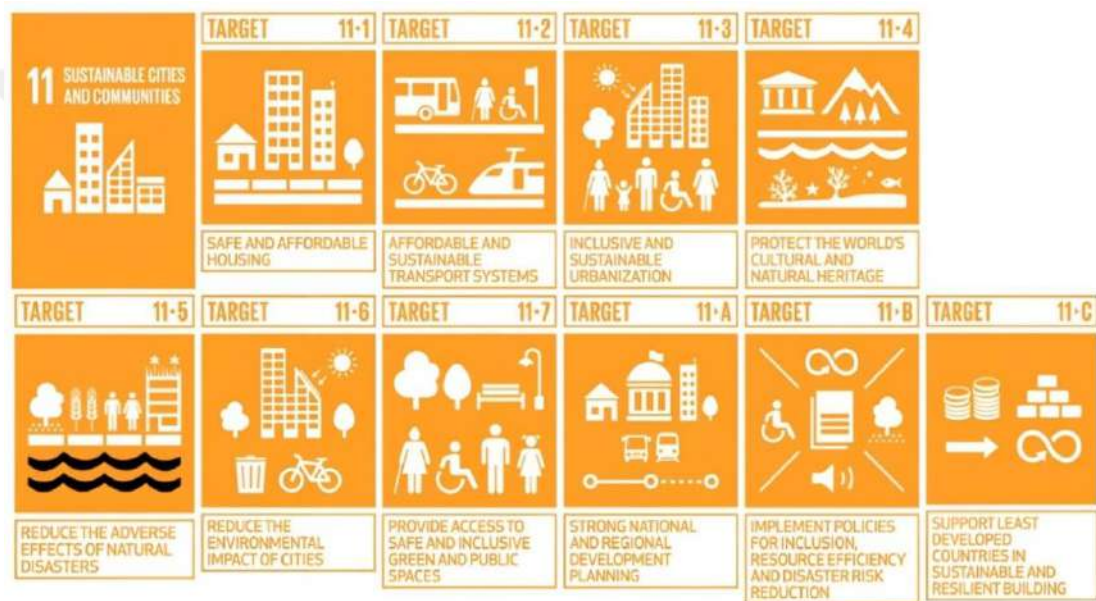 11 SUSTAINABLE CITIES
AND COMMUNITIES
TARGET 11·1
SAFE AND AFFORDABLE
HOUSING
TARGET 11·2
AFFORDABLE AND
SUSTAINABLE
TRANSPORT SYSTEMS
TARGET 11·3
INCLUSIVE AND
SUSTAINABLE
URBANIZATION
TARGET 11·4
PROTECT THE WORLD'S
CULTURAL AND
NATURAL HERITAGE
TARGET 11·5
REDUCE THE ADVERSE
EFFECTS OF NATURAL
DISASTERS
TARGET 11·6
REDUCE THE
ENVIRONMENTAL
IMPACT OF CITIES
TARGET 11·7
PROVIDE ACCESS TO
SAFE AND INCLUSIVE
GREEN AND PUBLIC
SPACES
TARGET 11·A
STRONG NATIONAL
AND REGIONAL
DEVELOPMENT
PLANNING
TARGET 11·B
IMPLEMENT POLICIES
FOR INCLUSION,
RESOURCE EFFICIENCY
AND DISASTER RISK
REDUCTION
TARGET 11·C
SUPPORT LEAST
DEVELOPED
COUNTRIES IN
SUSTAINABLE AND
RESILIENT BUILDING